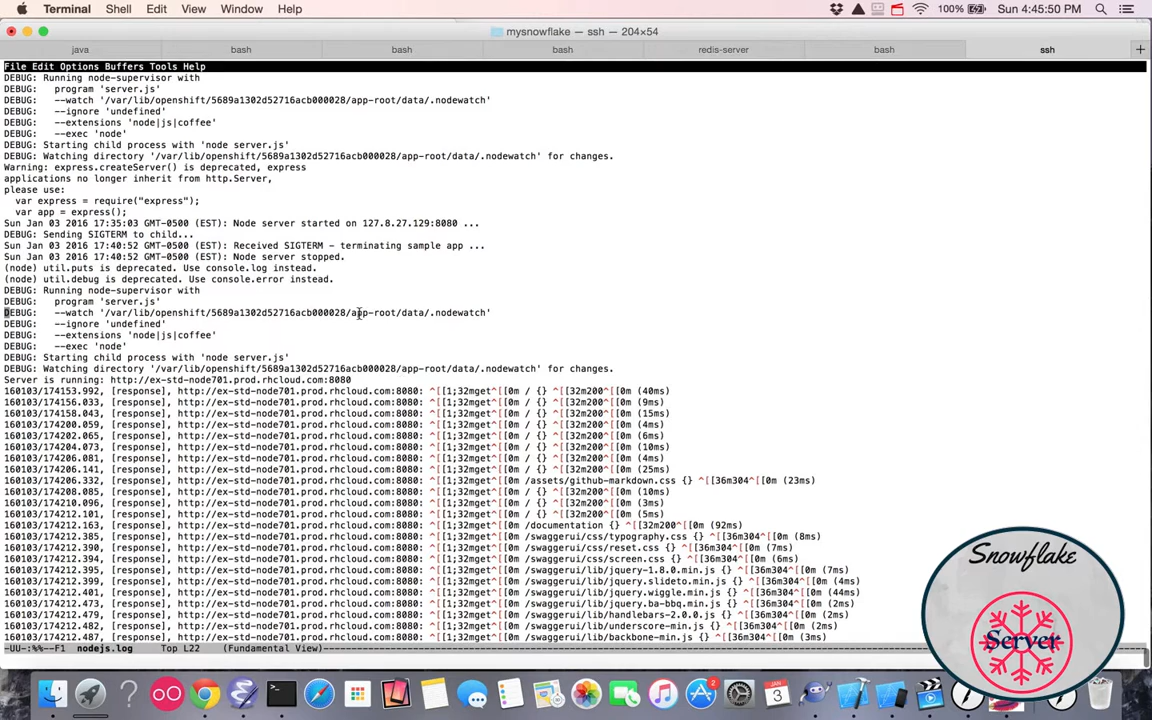 Terminal Shell Edit View Window Help 100% Sun 4:45:50 PM
mysnowflake — ssh — 204×54
java bash bash bash redis-server bash ssh
File Edit Options Buffers Tools Help
DEBUG: Running node-supervisor with
DEBUG:   program 'server.js'
DEBUG:   --watch '/var/lib/openshift/5689a1302d52716acb000028/app-root/data/.nodewatch'
DEBUG:   --ignore 'undefined'
DEBUG:   --extensions 'node|js|coffee'
DEBUG:   --exec 'node'
DEBUG: Starting child process with 'node server.js'
DEBUG: Watching directory '/var/lib/openshift/5689a1302d52716acb000028/app-root/data/.nodewatch' for changes.
Warning: express.createServer() is deprecated, express
applications no longer inherit from http.Server,
please use:
  var express = require("express");
  var app = express();
Sun Jan 03 2016 17:35:03 GMT-0500 (EST): Node server started on 127.8.27.129:8080 ...
DEBUG: Sending SIGTERM to child...
Sun Jan 03 2016 17:40:52 GMT-0500 (EST): Received SIGTERM - terminating sample app ...
Sun Jan 03 2016 17:40:52 GMT-0500 (EST): Node server stopped.
(node) util.puts is deprecated. Use console.log instead.
(node) util.debug is deprecated. Use console.error instead.
DEBUG: Running node-supervisor with
DEBUG:   program 'server.js'
DEBUG:   --watch '/var/lib/openshift/5689a1302d52716acb000028/app-root/data/.nodewatch'
DEBUG:   --ignore 'undefined'
DEBUG:   --extensions 'node|js|coffee'
DEBUG:   --exec 'node'
DEBUG: Starting child process with 'node server.js'
DEBUG: Watching directory '/var/lib/openshift/5689a1302d52716acb000028/app-root/data/.nodewatch' for changes.
Server is running: http://ex-std-node701.prod.rhcloud.com:8080
160103/174153.992, [response], http://ex-std-node701.prod.rhcloud.com:8080: ^[[1;32mget^[[0m / {} ^[[32m200^[[0m (40ms)
160103/174156.033, [response], http://ex-std-node701.prod.rhcloud.com:8080: ^[[1;32mget^[[0m / {} ^[[32m200^[[0m (9ms)
160103/174158.043, [response], http://ex-std-node701.prod.rhcloud.com:8080: ^[[1;32mget^[[0m / {} ^[[32m200^[[0m (15ms)
160103/174200.059, [response], http://ex-std-node701.prod.rhcloud.com:8080: ^[[1;32mget^[[0m / {} ^[[32m200^[[0m (4ms)
160103/174202.065, [response], http://ex-std-node701.prod.rhcloud.com:8080: ^[[1;32mget^[[0m / {} ^[[32m200^[[0m (6ms)
160103/174204.073, [response], http://ex-std-node701.prod.rhcloud.com:8080: ^[[1;32mget^[[0m / {} ^[[32m200^[[0m (10ms)
160103/174206.081, [response], http://ex-std-node701.prod.rhcloud.com:8080: ^[[1;32mget^[[0m / {} ^[[32m200^[[0m (4ms)
160103/174206.141, [response], http://ex-std-node701.prod.rhcloud.com:8080: ^[[1;32mget^[[0m / {} ^[[32m200^[[0m (25ms)
160103/174206.332, [response], http://ex-std-node701.prod.rhcloud.com:8080: ^[[1;32mget^[[0m /assets/github-markdown.css {} ^[[36m304^[[0m (23ms)
160103/174208.085, [response], http://ex-std-node701.prod.rhcloud.com:8080: ^[[1;32mget^[[0m / {} ^[[32m200^[[0m (10ms)
160103/174210.096, [response], http://ex-std-node701.prod.rhcloud.com:8080: ^[[1;32mget^[[0m / {} ^[[32m200^[[0m (3ms)
160103/174212.101, [response], http://ex-std-node701.prod.rhcloud.com:8080: ^[[1;32mget^[[0m / {} ^[[32m200^[[0m (5ms)
160103/174212.163, [response], http://ex-std-node701.prod.rhcloud.com:8080: ^[[1;32mget^[[0m /documentation {} ^[[32m200^[[0m (92ms)
160103/174212.385, [response], http://ex-std-node701.prod.rhcloud.com:8080: ^[[1;32mget^[[0m /swaggerui/css/typography.css {} ^[[36m304^[[0m (8ms)
160103/174212.390, [response], http://ex-std-node701.prod.rhcloud.com:8080: ^[[1;32mget^[[0m /swaggerui/css/reset.css {} ^[[36m304^[[0m (7ms)
160103/174212.394, [response], http://ex-std-node701.prod.rhcloud.com:8080: ^[[1;32mget^[[0m /swaggerui/css/screen.css {} ^[[36m304^[[0m (6ms)
160103/174212.395, [response], http://ex-std-node701.prod.rhcloud.com:8080: ^[[1;32mget^[[0m /swaggerui/lib/jquery-1.8.0.min.js {} ^[[36m304^[[0m (7ms)
160103/174212.399, [response], http://ex-std-node701.prod.rhcloud.com:8080: ^[[1;32mget^[[0m /swaggerui/lib/jquery.slideto.min.js {} ^[[36m304^[[0m (4ms)
160103/174212.401, [response], http://ex-std-node701.prod.rhcloud.com:8080: ^[[1;32mget^[[0m /swaggerui/lib/jquery.wiggle.min.js {} ^[[36m304^[[0m (44ms)
160103/174212.473, [response], http://ex-std-node701.prod.rhcloud.com:8080: ^[[1;32mget^[[0m /swaggerui/lib/jquery.ba-bbq.min.js {} ^[[36m304^[[0m (2ms)
160103/174212.479, [response], http://ex-std-node701.prod.rhcloud.com:8080: ^[[1;32mget^[[0m /swaggerui/lib/handlebars-2.0.0.js {} ^[[36m304^[[0m (2ms)
160103/174212.482, [response], http://ex-std-node701.prod.rhcloud.com:8080: ^[[1;32mget^[[0m /swaggerui/lib/underscore-min.js {} ^[[36m304^[[0m (2ms)
160103/174212.487, [response], http://ex-std-node701.prod.rhcloud.com:8080: ^[[1;32mget^[[0m /swaggerui/lib/backbone-min.js {} ^[[36m304^[[0m (3ms)
-UU-:%%--F1  nodejs.log     Top L22    (Fundamental View)
Snowflake
Server
2
3